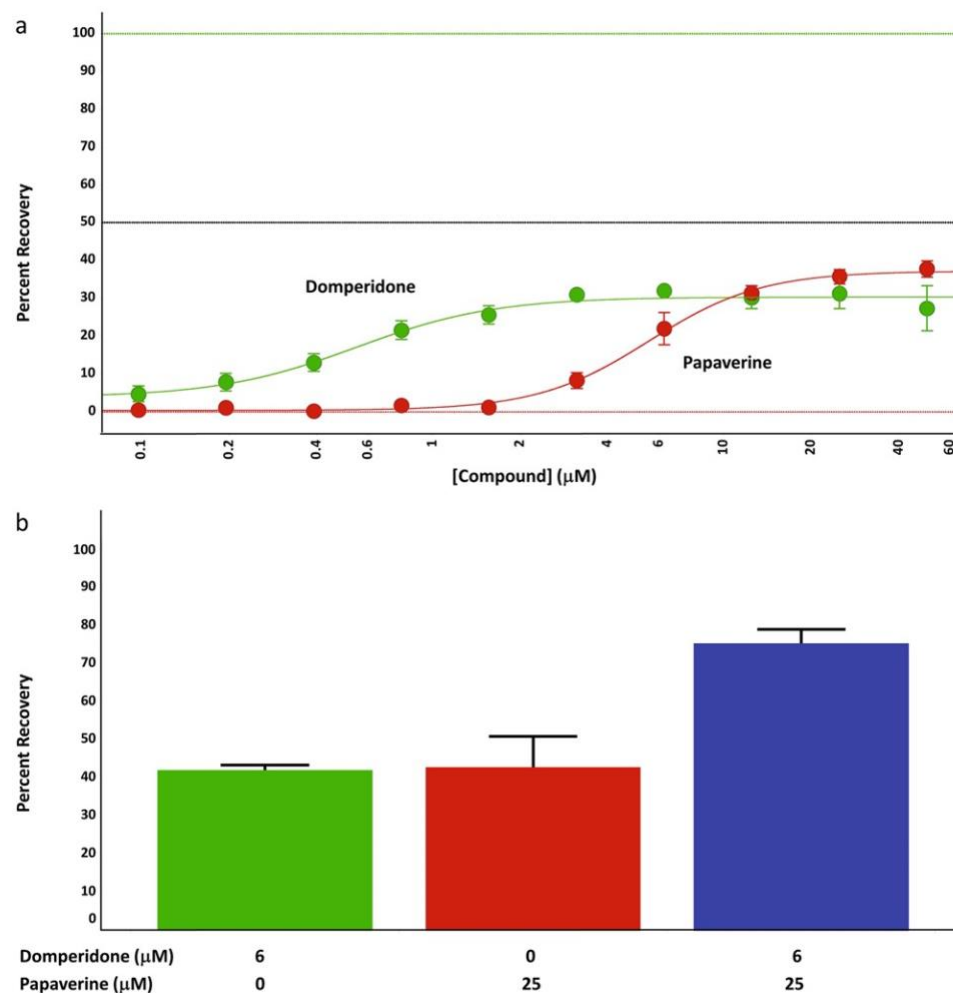 a
100
90
80
70
60
50
40
30
20
10
0
Percent Recovery
Domperidone
Papaverine
0.1 0.2 0.4 0.6 1 2 4 6 10 20 40 60
[Compound] (μM)
b
100
90
80
70
60
50
40
30
20
10
0
Percent Recovery
Domperidone (μM) 6 0 6
Papaverine (μM) 0 25 25